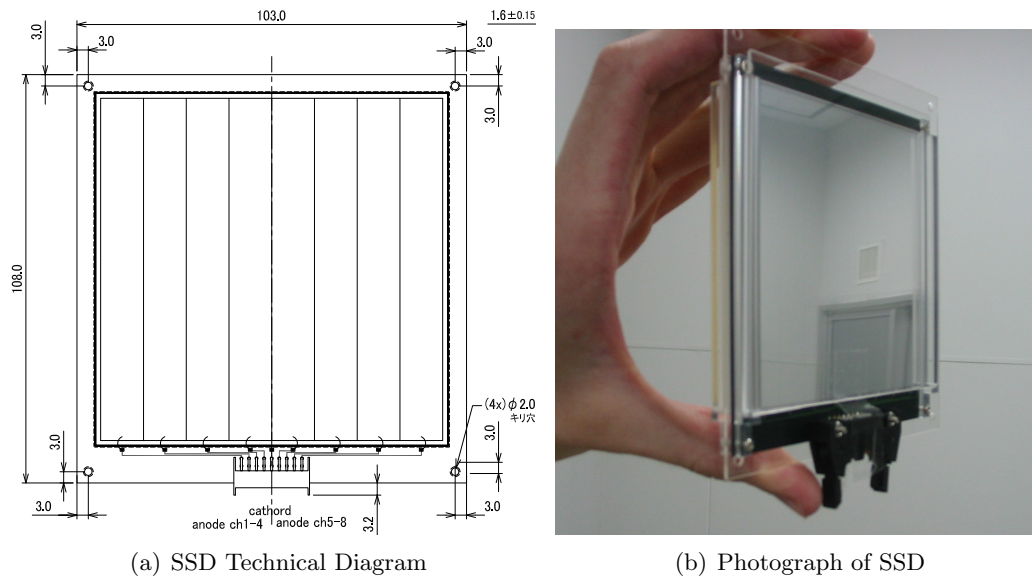 103.0
1.6±0.15
3.0
3.0
3.0
3.0
108.0
(4x)φ2.0
キリ穴
3.0
3.0
3.0
3.0
3.2
cathord
anode ch1-4
anode ch5-8
(a) SSD Technical Diagram
(b) Photograph of SSD